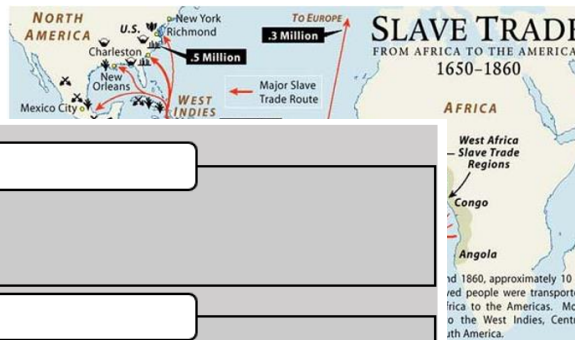 NORTH
AMERICA
U.S.
New York
Richmond
Charleston
.5 Million
New
Orleans
Mexico City
WEST
INDIES
TO EUROPE
.3 Million
Major Slave
Trade Route
SLAVE TRADE
FROM AFRICA TO THE AMERICA
1650–1860
AFRICA
West Africa
Slave Trade
Regions
Congo
Angola
nd 1860, approximately 10
ved people were transporte
frica to the Americas. Mo
o the West Indies, Centr
uth America.